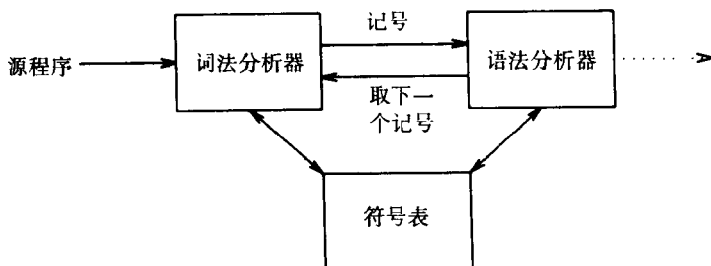 记号
源程序
词法分析器
语法分析器
取下一
个记号
符号表